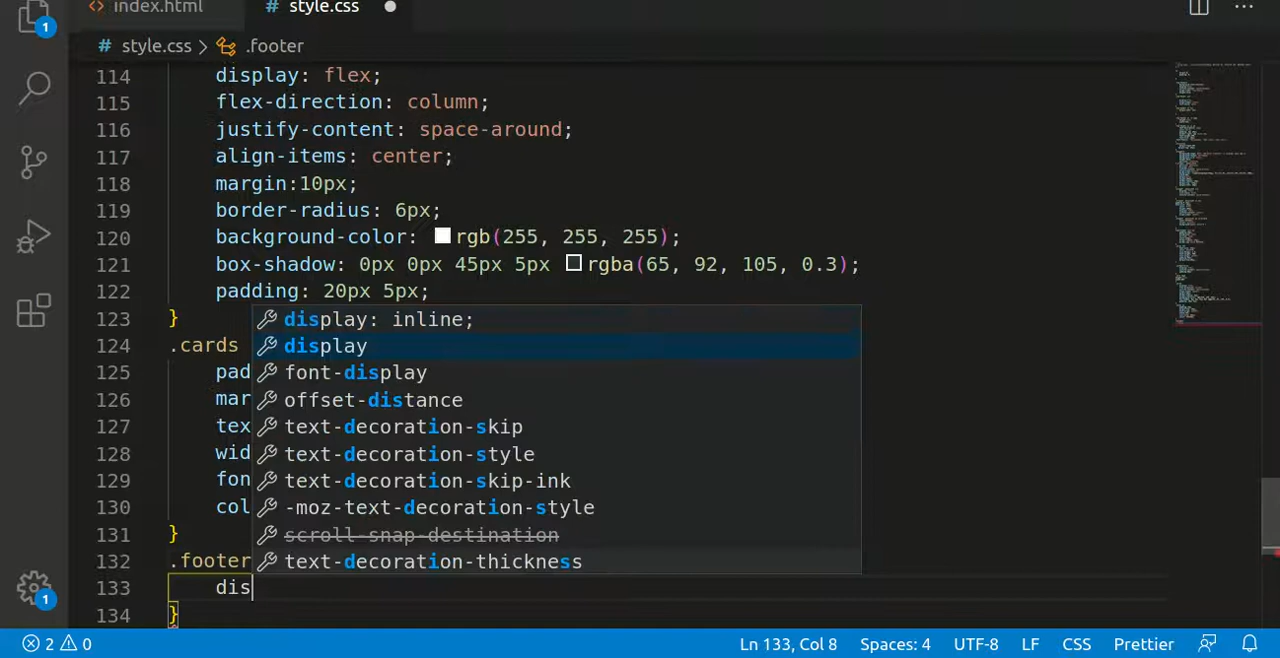 index.html # style.css
1 # style.css > .footer
114 display: flex;
115 flex-direction: column;
116 justify-content: space-around;
117 align-items: center;
118 margin:10px;
119 border-radius: 6px;
120 background-color: rgb(255, 255, 255);
121 box-shadow: 0px 0px 45px 5px rgba(65, 92, 105, 0.3);
122 padding: 20px 5px;
123 } display: inline;
124 .cards display
125 pad font-display
126 mar offset-distance
127 tex text-decoration-skip
128 wid text-decoration-style
129 fon text-decoration-skip-ink
130 col -moz-text-decoration-style
131 } scroll-snap-destination
132 .footer text-decoration-thickness
133 dis
134 }
1
2 0 Ln 133, Col 8 Spaces: 4 UTF-8 LF CSS Prettier